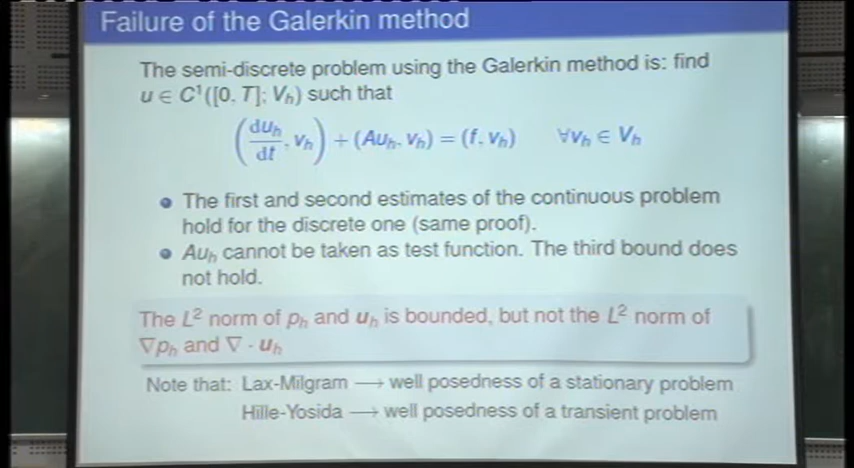 Failure of the Galerkin method
The semi-discrete problem using the Galerkin method is: find
u ∈ C¹([0, T]; Vₕ) such that
(duₕ/dt, vₕ) + (Auₕ, vₕ) = (f, vₕ) ∀vₕ ∈ Vₕ
• The first and second estimates of the continuous problem
hold for the discrete one (same proof).
• Auₕ cannot be taken as test function. The third bound does
not hold.
The L² norm of pₕ and uₕ is bounded, but not the L² norm of
∇pₕ and ∇ · uₕ
Note that: Lax-Milgram → well posedness of a stationary problem
Hille-Yosida → well posedness of a transient problem